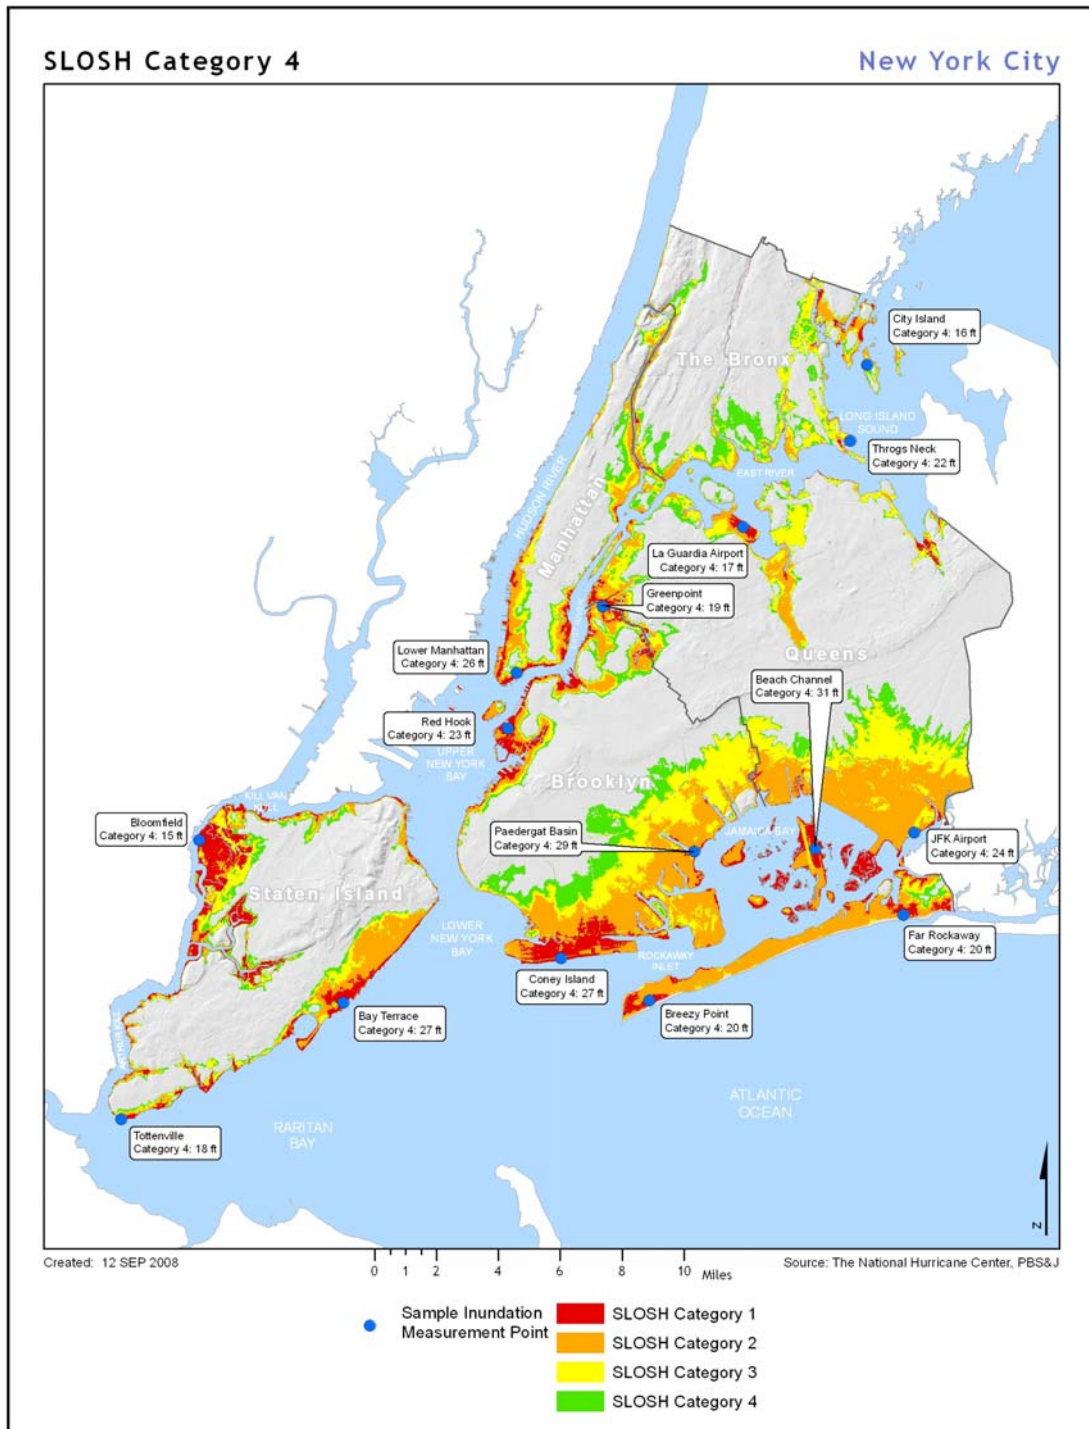 SLOSH Category 4
New York City
City Island
Category 4: 16 ft
The Bronx
LONG ISLAND
SOUND
Throgs Neck
Category 4: 22 ft
EAST RIVER
HUDSON RIVER
Manhattan
La Guardia Airport
Category 4: 17 ft
Greenpoint
Category 4: 19 ft
Lower Manhattan
Category 4: 26 ft
Queens
Beach Channel
Category 4: 31 ft
Red Hook
Category 4: 23 ft
UPPER
NEW YORK
BAY
Brooklyn
KILL VAN
KULL
Bloomfield
Category 4: 15 ft
Paedergat Basin
Category 4: 29 ft
JAMAICA BAY
JFK Airport
Category 4: 24 ft
Staten Island
LOWER
NEW YORK
BAY
Far Rockaway
Category 4: 20 ft
ROCKAWAY
INLET
Coney Island
Category 4: 27 ft
Bay Terrace
Category 4: 27 ft
Breezy Point
Category 4: 20 ft
ATLANTIC
OCEAN
RARITAN
BAY
Tottenville
Category 4: 18 ft
N
Created: 12 SEP 2008
0 1 2 4 6 8 10
Miles
Source: The National Hurricane Center, PBS&J
Sample Inundation
Measurement Point
SLOSH Category 1
SLOSH Category 2
SLOSH Category 3
SLOSH Category 4